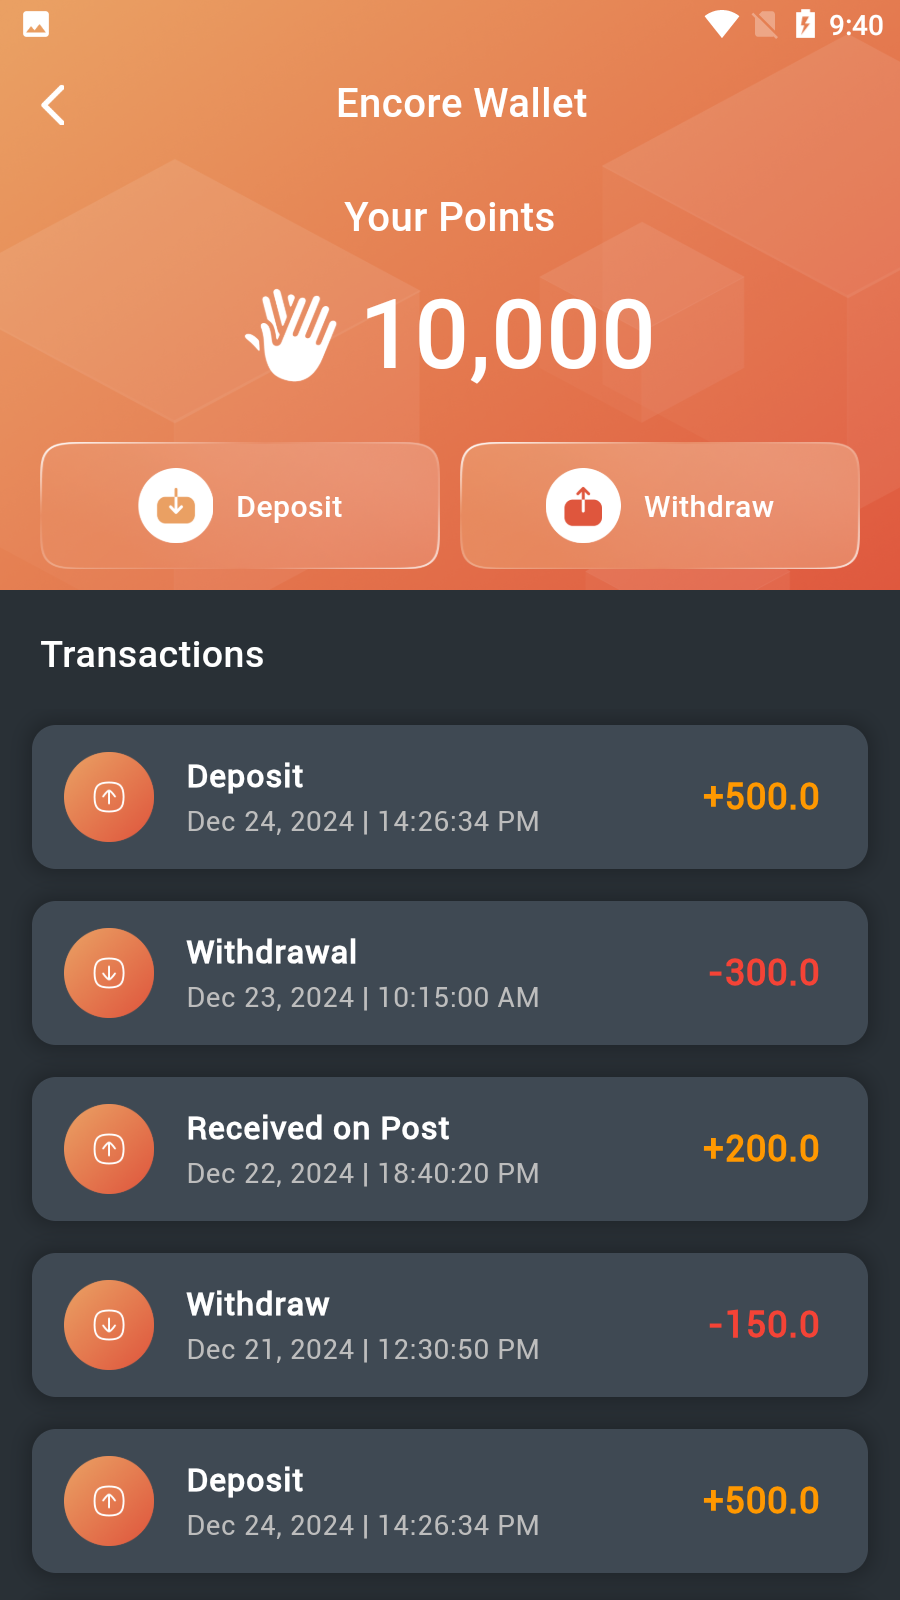 9:40
Encore Wallet
Your Points
10,000
Deposit
Withdraw
Transactions
Deposit
Dec 24, 2024 | 14:26:34 PM
+500.0
Withdrawal
Dec 23, 2024 | 10:15:00 AM
-300.0
Received on Post
Dec 22, 2024 | 18:40:20 PM
+200.0
Withdraw
Dec 21, 2024 | 12:30:50 PM
-150.0
Deposit
Dec 24, 2024 | 14:26:34 PM
+500.0